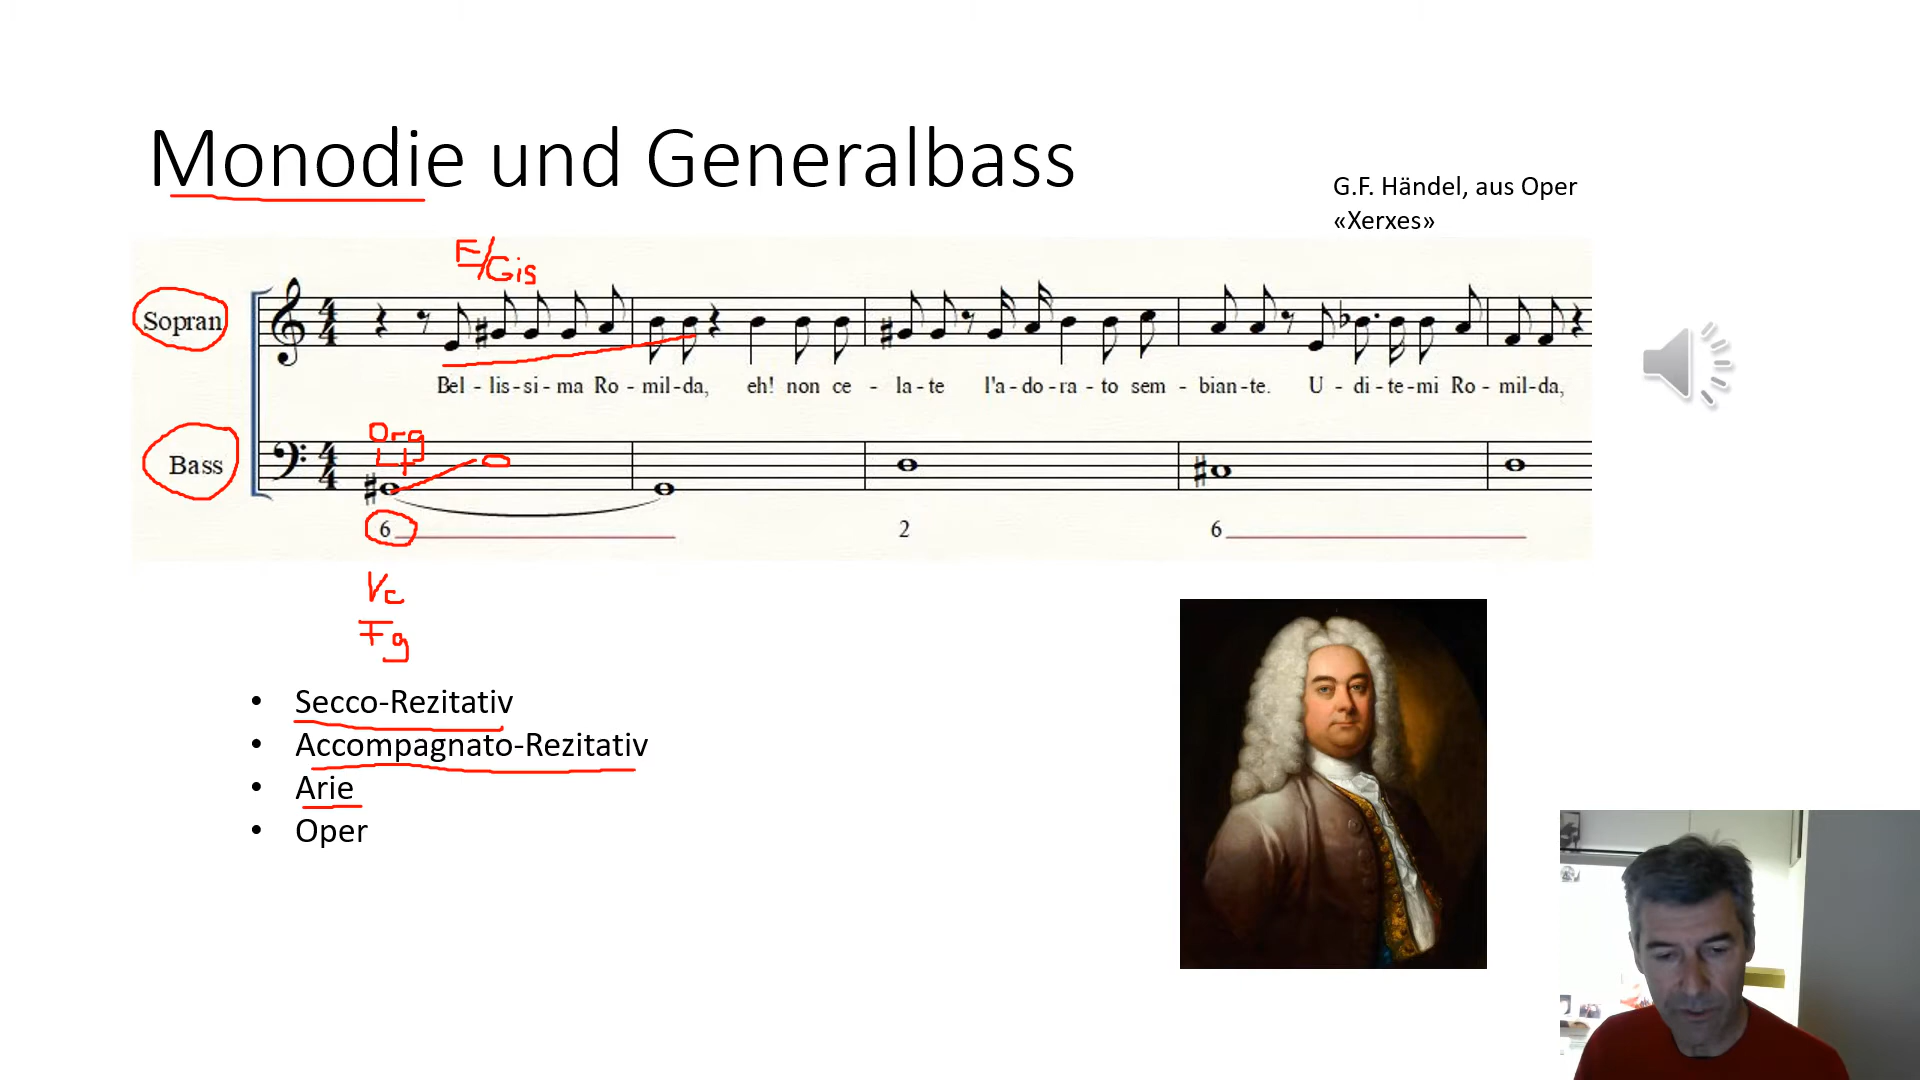 Monodie und Generalbass
G.F. Händel, aus Oper
«Xerxes»
E/Gis
Sopran
Bel - lis - si - ma Ro - mil - da, eh! non ce - la - te l'a - do - ra - to sem - bian - te. U - di - te - mi Ro - mil - da,
Org
Bass
6 2 6
Vc
Fg
• Secco-Rezitativ
• Accompagnato-Rezitativ
• Arie
• Oper